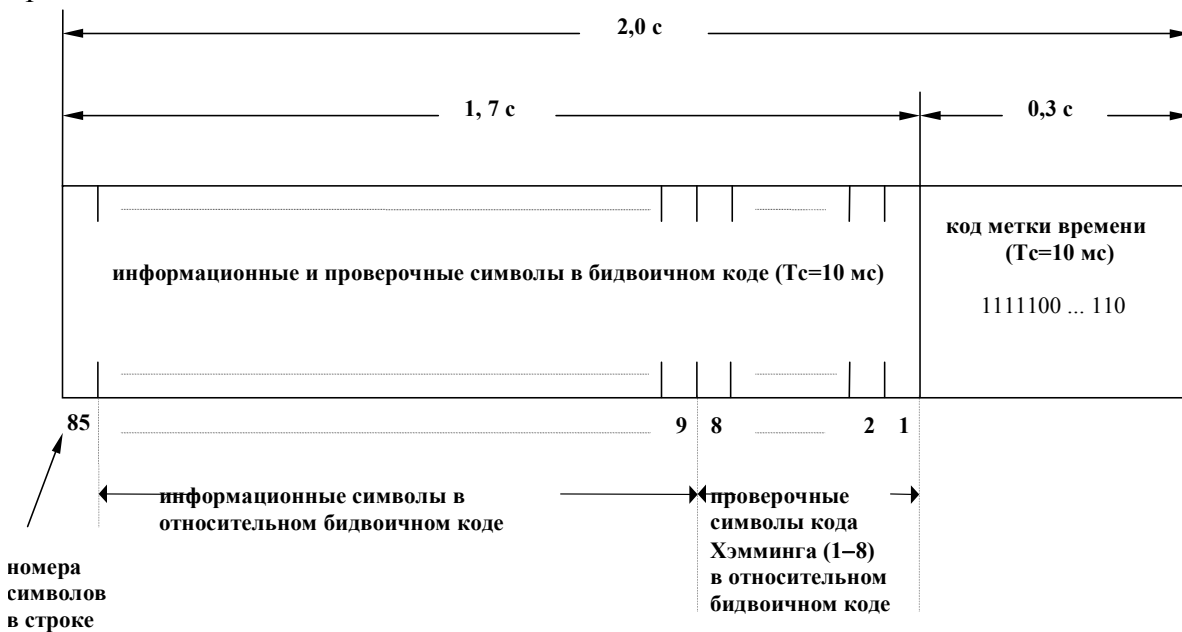 2,0 с
1, 7 с
0,3 с
код метки времени
(Тс=10 мс)
информационные и проверочные символы в бидвоичном коде (Тс=10 мс)
1111100 ... 110
85
9
8
2
1
информационные символы в
относительном бидвоичном коде
проверочные
символы кода
Хэмминга (1–8)
в относительном
бидвоичном коде
номера
символов
в строке